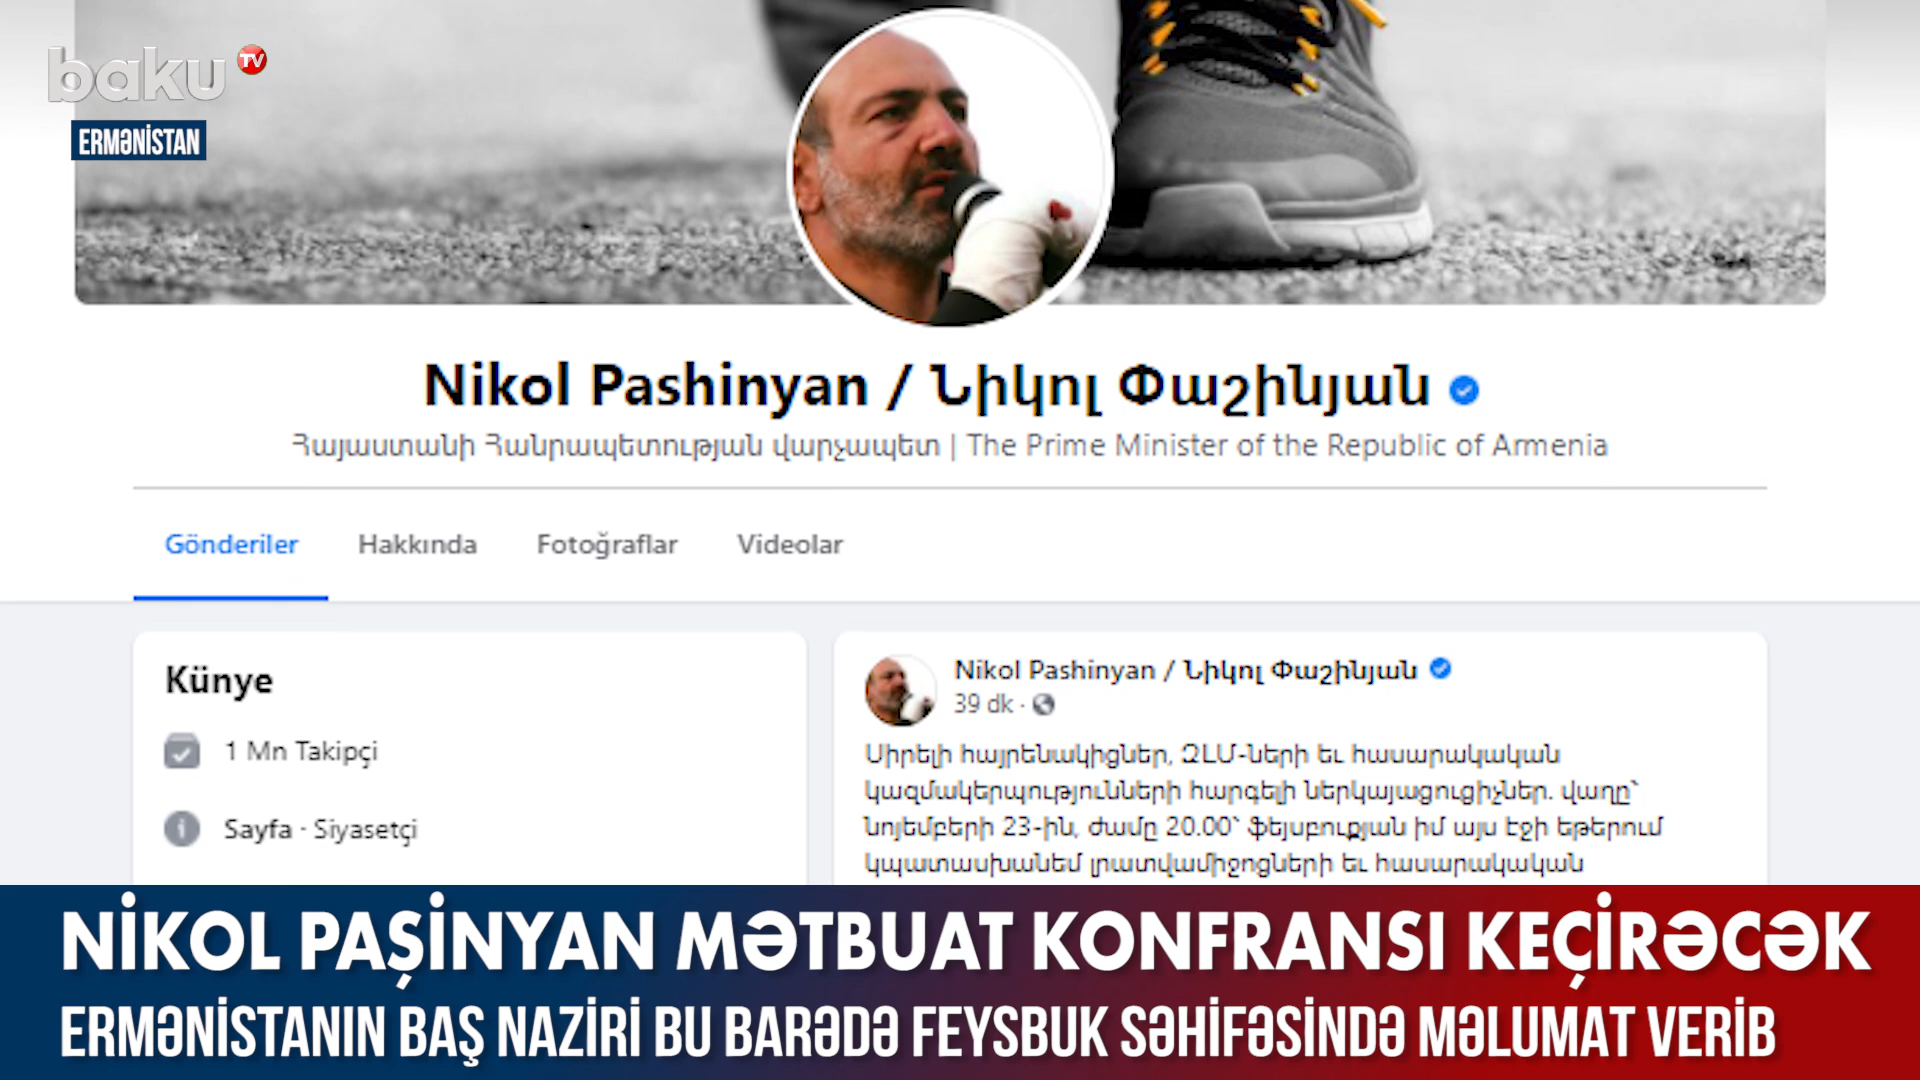 baku TV
ERMƏNİSTAN
Nikol Pashinyan / Նիկոլ Փաշինյան
Հայաստանի Հանրապետության վարչապետ | The Prime Minister of the Republic of Armenia
Gönderiler Hakkında Fotoğraflar Videolar
Künye
1 Mn Takipçi
Sayfa · Siyasetçi
Nikol Pashinyan / Նիկոլ Փաշինյան
39 dk ·
Սիրելի հայրենակիցներ, ԶԼՄ-ների եւ հասարակական
կազմակերպությունների հարգելի ներկայացուցիչներ. վաղը՝
նոյեմբերի 23-ին, ժամը 20.00՝ ֆեյսբուքյան իմ այս էջի եթերում
կպատասխանեմ լրատվամիջոցների եւ հասարակական
NİKOL PAŞİNYAN MƏTBUAT KONFRANSI KEÇİRƏCƏK
ERMƏNİSTANIN BAŞ NAZİRİ BU BARƏDƏ FEYSBUK SƏHİFƏSİNDƏ MƏLUMAT VERİB